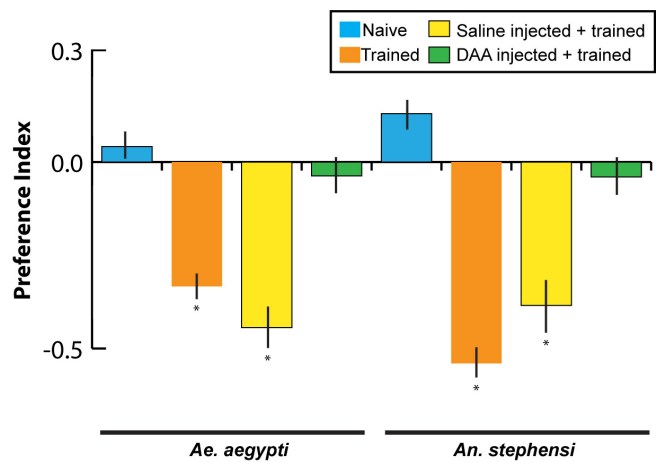 Naive
Saline injected + trained
Trained
DAA injected + trained
0.3
0.0
-0.5
Preference Index
*
*
*
*
Ae. aegypti
An. stephensi